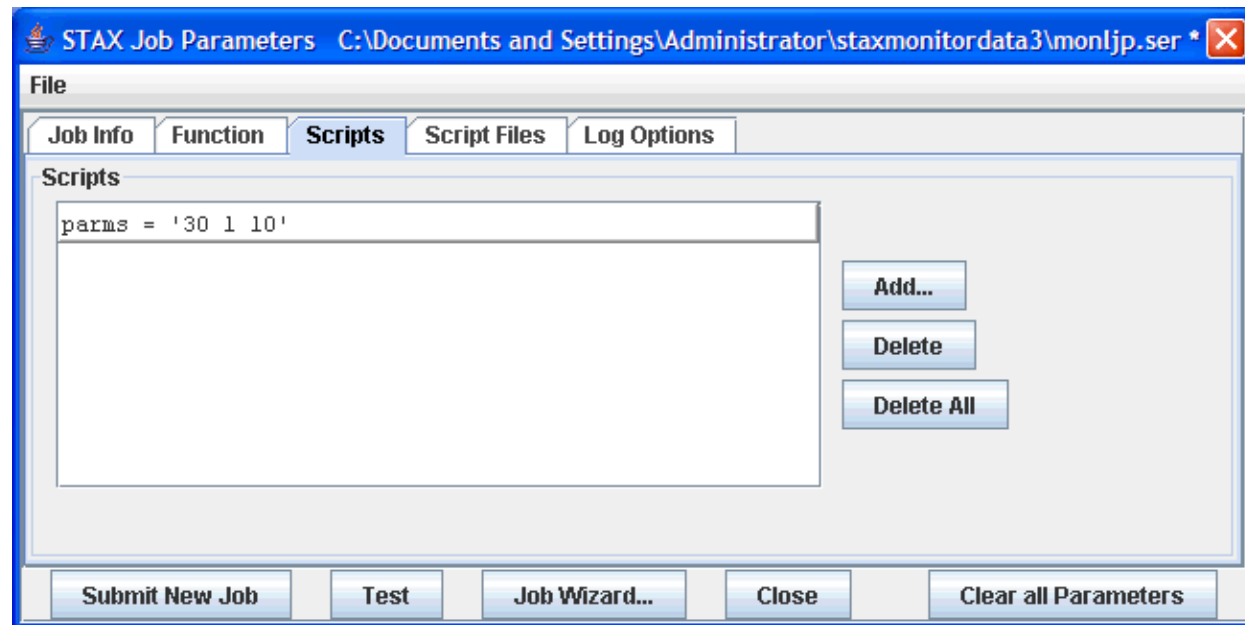 STAX Job Parameters C:\Documents and Settings\Administrator\staxmonitordata3\monljp.ser *
File
Job Info Function Scripts Script Files Log Options
Scripts
parms = '30 1 10'
Add...
Delete
Delete All
Submit New Job Test Job Wizard... Close Clear all Parameters